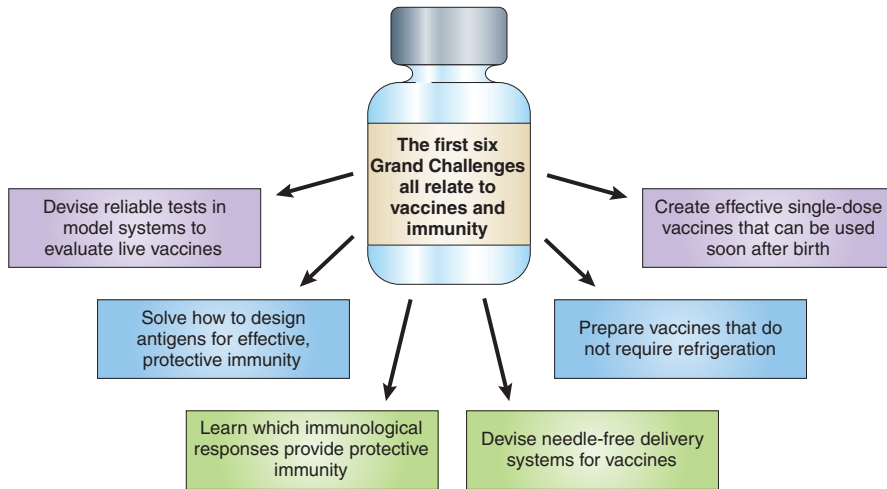 The first six
Grand Challenges
all relate to
vaccines and
immunity
Devise reliable tests in
model systems to
evaluate live vaccines
Create effective single-dose
vaccines that can be used
soon after birth
Solve how to design
antigens for effective,
protective immunity
Prepare vaccines that do
not require refrigeration
Learn which immunological
responses provide protective
immunity
Devise needle-free delivery
systems for vaccines